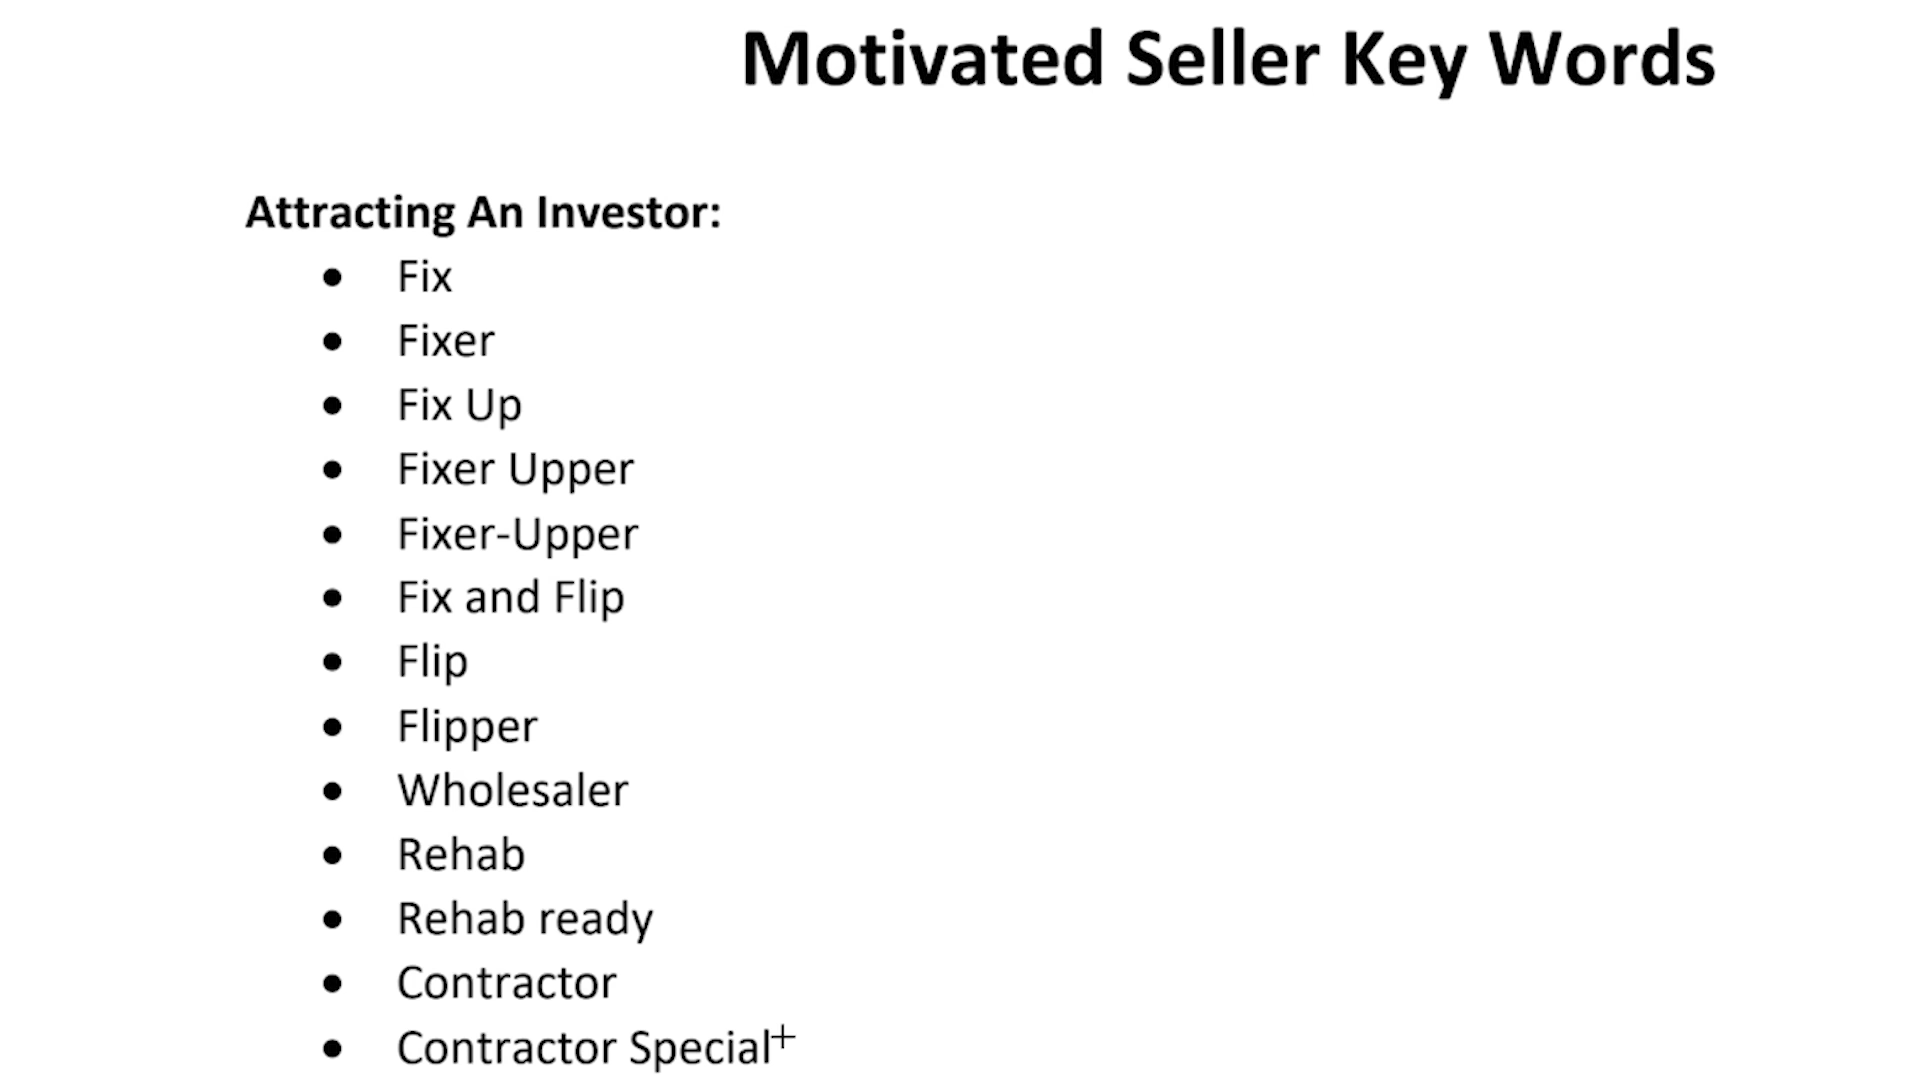 Motivated Seller Key Words
Attracting An Investor:
• Fix
• Fixer
• Fix Up
• Fixer Upper
• Fixer-Upper
• Fix and Flip
• Flip
• Flipper
• Wholesaler
• Rehab
• Rehab ready
• Contractor
• Contractor Special